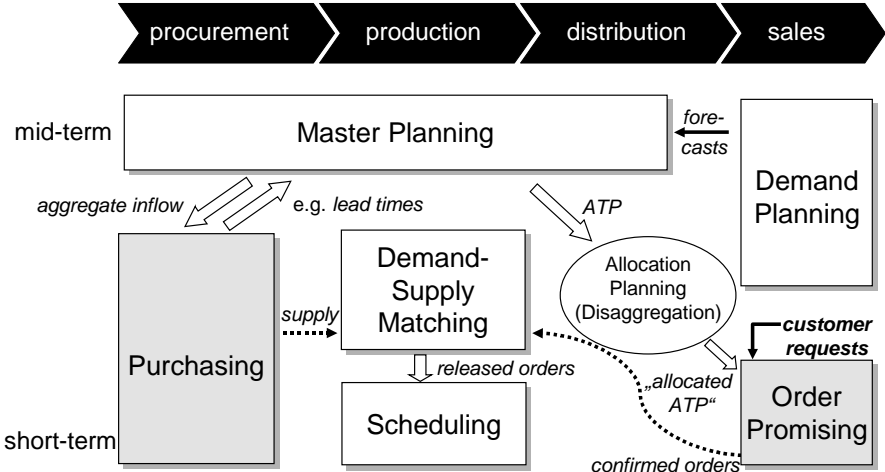 procurement
production
distribution
sales
mid-term
Master Planning
fore-
casts
Demand
Planning
aggregate inflow
e.g. lead times
ATP
Purchasing
supply
Demand-
Supply
Matching
Allocation
Planning
(Disaggregation)
customer
requests
released orders
„allocated
ATP“
Scheduling
Order
Promising
short-term
confirmed orders